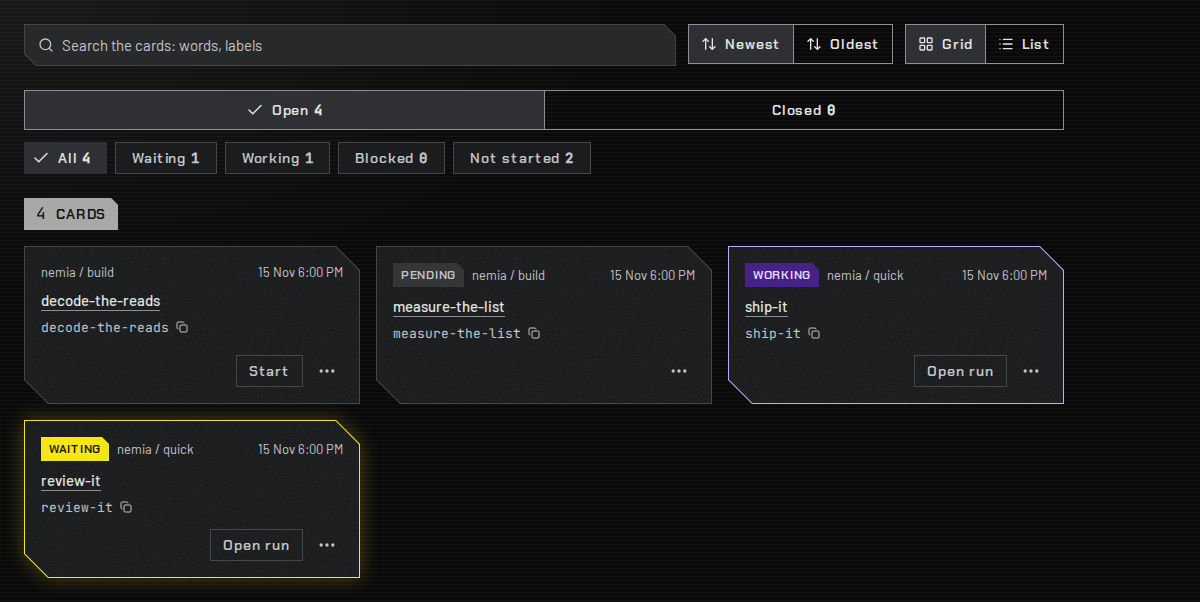 Search the cards: words, labels
Newest Oldest Grid List
Open 4 Closed 0
All 4 Waiting 1 Working 1 Blocked 0 Not started 2
4 CARDS
nemia / build 15 Nov 6:00 PM
decode-the-reads
decode-the-reads
Start
PENDING nemia / build 15 Nov 6:00 PM
measure-the-list
measure-the-list
WORKING nemia / quick 15 Nov 6:00 PM
ship-it
ship-it
Open run
WAITING nemia / quick 15 Nov 6:00 PM
review-it
review-it
Open run